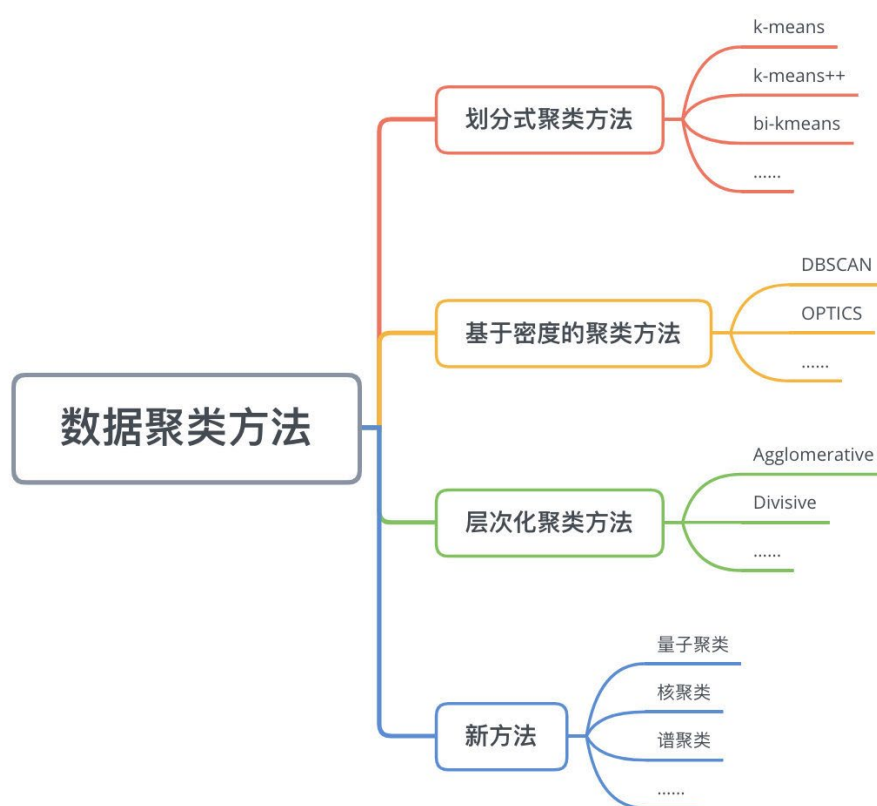 数据聚类方法
划分式聚类方法
k-means
k-means++
bi-kmeans
......
基于密度的聚类方法
DBSCAN
OPTICS
......
层次化聚类方法
Agglomerative
Divisive
......
新方法
量子聚类
核聚类
谱聚类
......